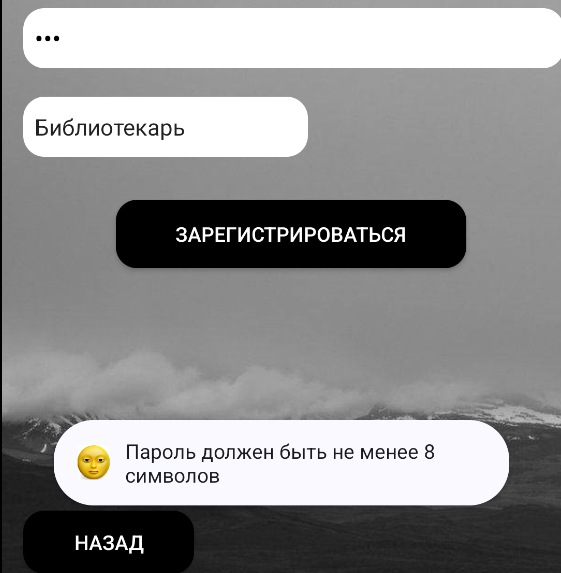 •••
Библиотекарь
ЗАРЕГИСТРИРОВАТЬСЯ
Пароль должен быть не менее 8
символов
НАЗАД